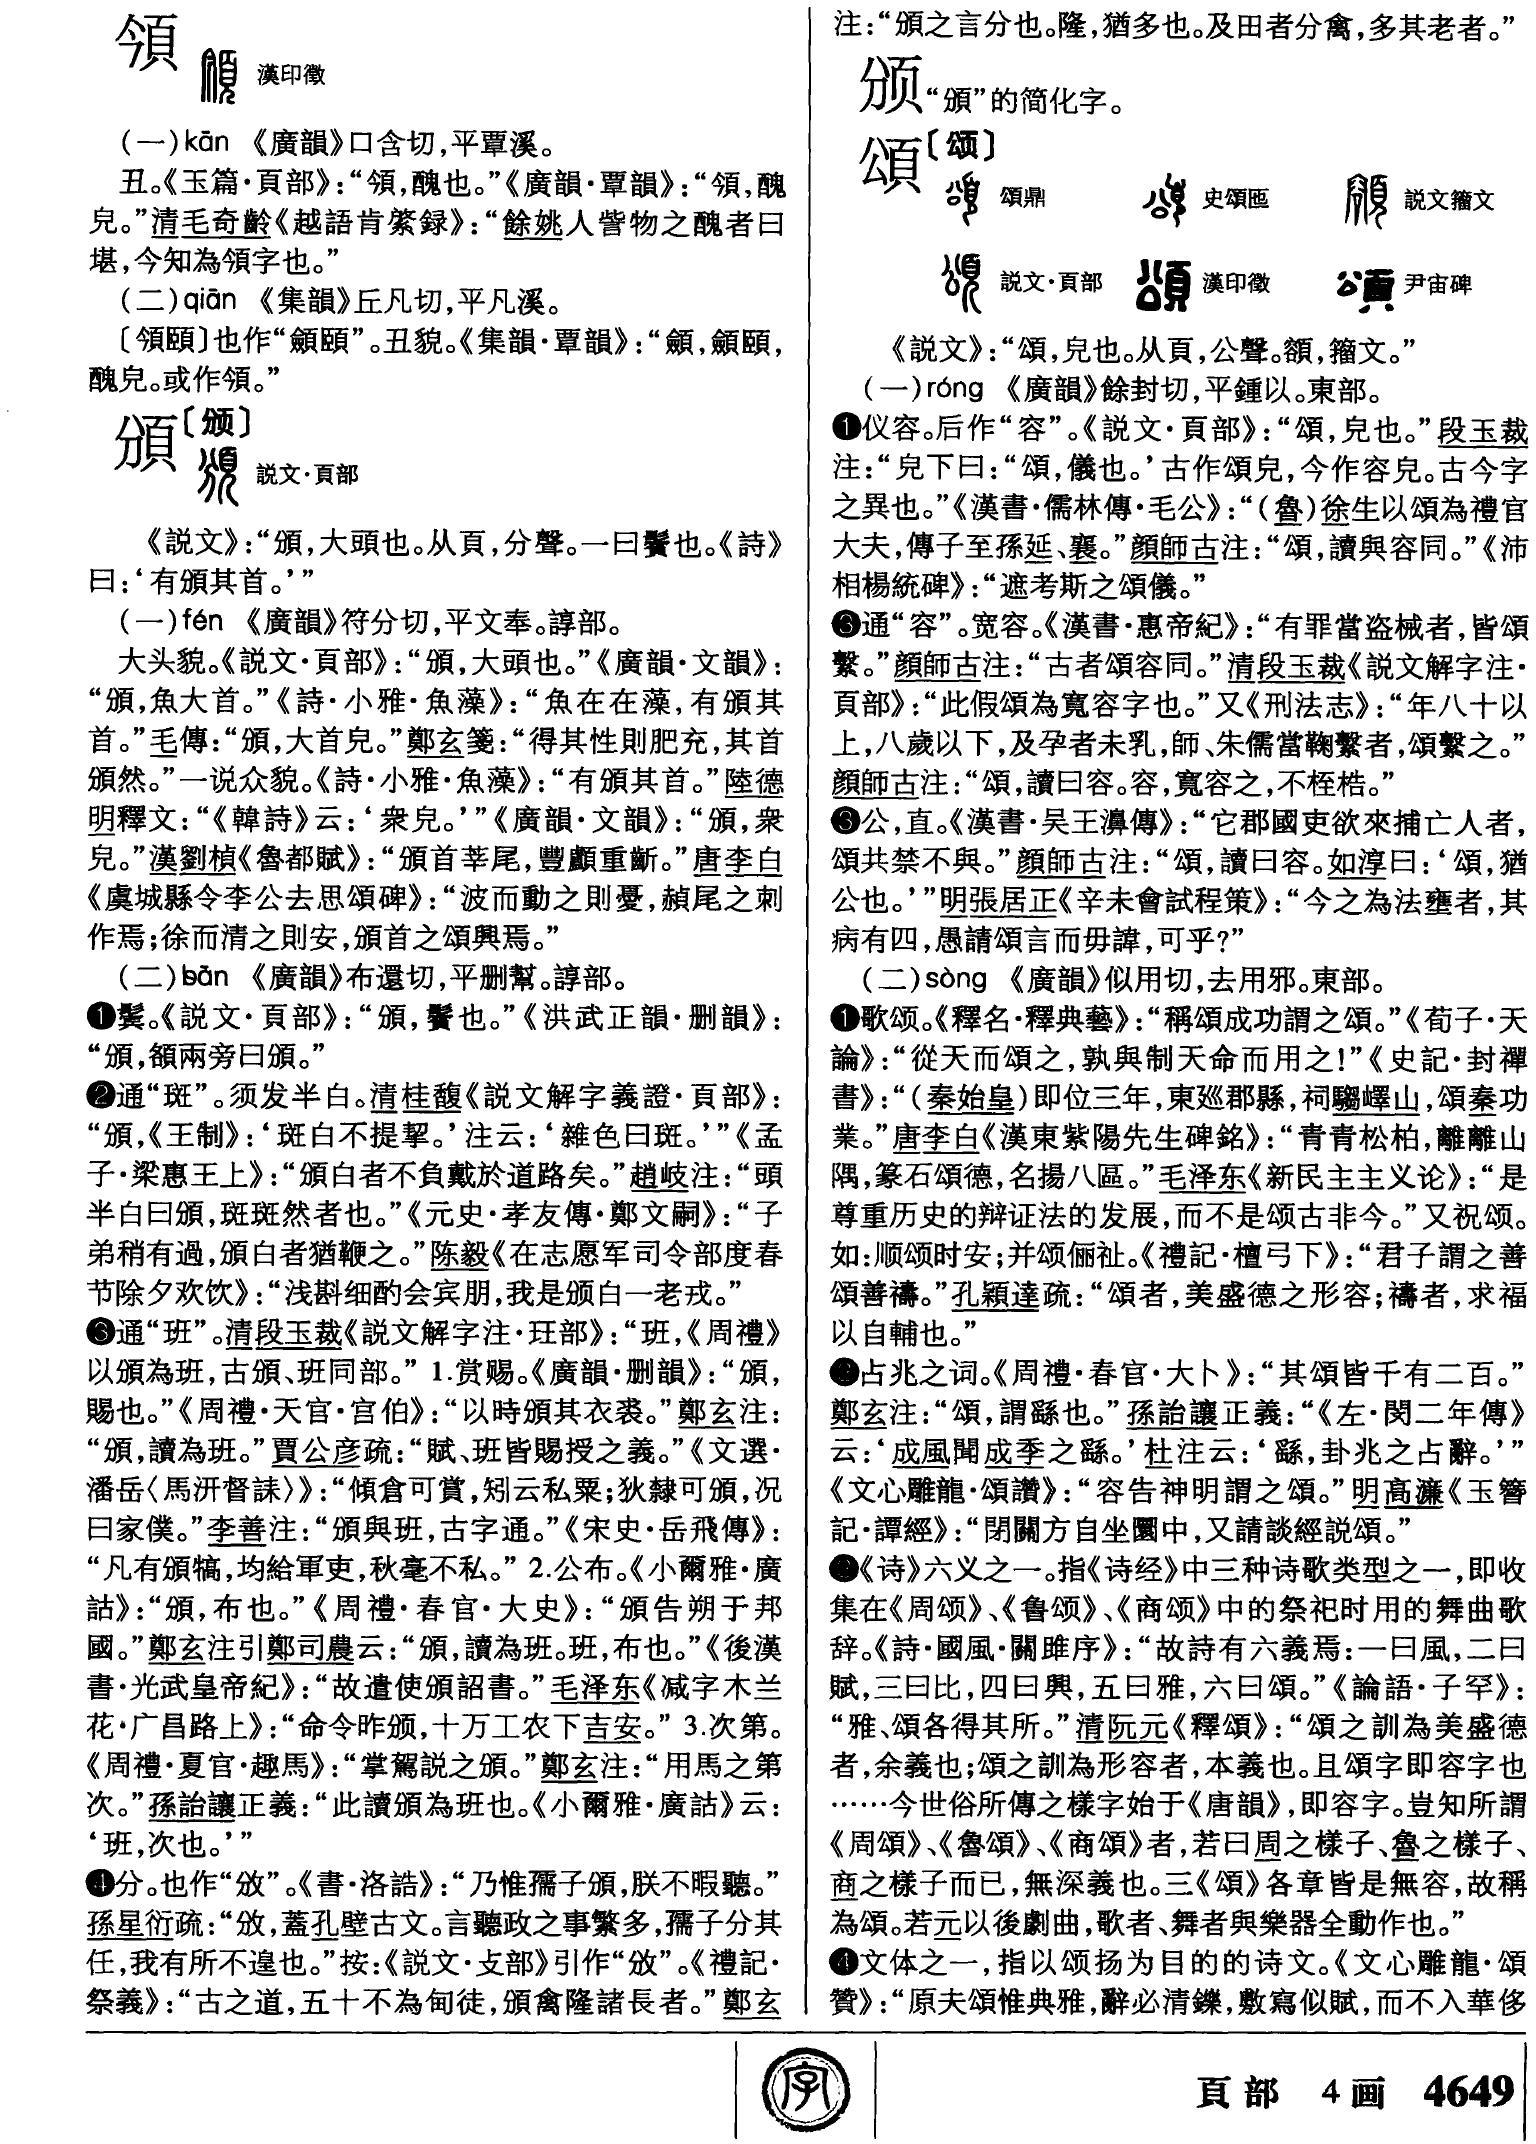 頷 漢印徵
(一)kān 《廣韻》口含切,平覃溪。
丑。《玉篇·頁部》:“頷,醜也。”《廣韻·覃韻》:“頷,醜
皃。”清毛奇齡《越語肯綮録》:“餘姚人訾物之醜者曰
堪,今知為頷字也。”
(二)qiān 《集韻》丘凡切,平凡溪。
〔頷頤〕也作“顩頤”。丑貌。《集韻·覃韻》:“顩,顩頤,
醜皃。或作頷。”
頒〔颁〕
説文·頁部
《説文》:“頒,大頭也。从頁,分聲。一曰鬢也。《詩》
曰:‘有頒其首。’”
(一)fén 《廣韻》符分切,平文奉。諄部。
大头貌。《説文·頁部》:“頒,大頭也。”《廣韻·文韻》:
“頒,魚大首。”《詩·小雅·魚藻》:“魚在在藻,有頒其
首。”毛傳:“頒,大首皃。”鄭玄箋:“得其性則肥充,其首
頒然。”一说众貌。《詩·小雅·魚藻》:“有頒其首。”陸德
明釋文:“《韓詩》云:‘衆皃。’”《廣韻·文韻》:“頒,衆
皃。”漢劉楨《魯都賦》:“頒首莘尾,豐顱重齗。”唐李白
《虞城縣令李公去思頌碑》:“波而動之則憂,赬尾之刺
作焉;徐而清之則安,頒首之頌興焉。”
(二)bān 《廣韻》布還切,平删幫。諄部。
❶鬓。《説文·頁部》:“頒,鬢也。”《洪武正韻·删韻》:
“頒,額兩旁曰頒。”
❷通“斑”。须发半白。清桂馥《説文解字義證·頁部》:
“頒,《王制》:‘斑白不提挈。’注云:‘雜色曰斑。’”《孟
子·梁惠王上》:“頒白者不負戴於道路矣。”趙岐注:“頭
半白曰頒,斑斑然者也。”《元史·孝友傳·鄭文嗣》:“子
弟稍有過,頒白者猶鞭之。”陈毅《在志愿军司令部度春
节除夕欢饮》:“浅斟细酌会宾朋,我是颁白一老戎。”
❸通“班”。清段玉裁《説文解字注·玨部》:“班,《周禮》
以頒為班,古頒、班同部。” 1.赏赐。《廣韻·删韻》:“頒,
賜也。”《周禮·天官·宫伯》:“以時頒其衣裘。”鄭玄注:
“頒,讀為班。”賈公彦疏:“賦、班皆賜授之義。”《文選·
潘岳〈馬汧督誄〉》:“傾倉可賞,矧云私粟;狄隸可頒,况
曰家僕。”李善注:“頒與班,古字通。”《宋史·岳飛傳》:
“凡有頒犒,均給軍吏,秋毫不私。” 2.公布。《小爾雅·廣
詁》:“頒,布也。”《周禮·春官·大史》:“頒告朔于邦
國。”鄭玄注引鄭司農云:“頒,讀為班。班,布也。”《後漢
書·光武皇帝紀》:“故遣使頒詔書。”毛泽东《减字木兰
花·广昌路上》:“命令昨颁,十万工农下吉安。” 3.次第。
《周禮·夏官·趣馬》:“掌駕説之頒。”鄭玄注:“用馬之第
次。”孫詒讓正義:“此讀頒為班也。《小爾雅·廣詁》云:
‘班,次也。’”
❹分。也作“攽”。《書·洛誥》:“乃惟孺子頒,朕不暇聽。”
孫星衍疏:“攽,蓋孔壁古文。言聽政之事繁多,孺子分其
任,我有所不遑也。”按:《説文·攴部》引作“攽”。《禮記·
祭義》:“古之道,五十不為甸徒,頒禽隆諸長者。”鄭玄
注:“頒之言分也。隆,猶多也。及田者分禽,多其老者。”
颁 “頒”的简化字。
頌〔颂〕
頌鼎 史頌匜 説文籀文
説文·頁部 漢印徵 尹宙碑
《説文》:“頌,皃也。从頁,公聲。額,籀文。”
(一)róng 《廣韻》餘封切,平鍾以。東部。
❶仪容。后作“容”。《説文·頁部》:“頌,皃也。”段玉裁
注:“皃下曰:“頌,儀也。’古作頌皃,今作容皃。古今字
之異也。”《漢書·儒林傳·毛公》:“(魯)徐生以頌為禮官
大夫,傳子至孫延、襄。”顔師古注:“頌,讀與容同。”《沛
相楊統碑》:“遮考斯之頌儀。”
❷通“容”。宽容。《漢書·惠帝紀》:“有罪當盗械者,皆頌
繫。”顔師古注:“古者頌容同。”清段玉裁《説文解字注·
頁部》:“此假頌為寬容字也。”又《刑法志》:“年八十以
上,八歲以下,及孕者未乳,師、朱儒當鞠繫者,頌繫之。”
顔師古注:“頌,讀曰容。容,寬容之,不桎梏。”
❸公,直。《漢書·吴王濞傳》:“它郡國吏欲來捕亡人者,
頌共禁不與。”顔師古注:“頌,讀曰容。如淳曰:‘頌,猶
公也。’”明張居正《辛未會試程策》:“今之為法壅者,其
病有四,愚請頌言而毋諱,可乎?”
(二)sòng 《廣韻》似用切,去用邪。東部。
❶歌颂。《釋名·釋典藝》:“稱頌成功謂之頌。”《荀子·天
論》:“從天而頌之,孰與制天命而用之!”《史記·封禪
書》:“(秦始皇)即位三年,東廵郡縣,祠騶嶧山,頌秦功
業。”唐李白《漢東紫陽先生碑銘》:“青青松柏,離離山
隅,篆石頌德,名揚八區。”毛泽东《新民主主义论》:“是
尊重历史的辩证法的发展,而不是颂古非今。”又祝颂。
如:顺颂时安;并颂俪祉。《禮記·檀弓下》:“君子謂之善
頌善禱。”孔穎達疏:“頌者,美盛德之形容;禱者,求福
以自輔也。”
❷占兆之词。《周禮·春官·大卜》:“其頌皆千有二百。”
鄭玄注:“頌,謂繇也。”孫詒讓正義:“《左·閔二年傳》
云:‘成風聞成季之繇。’杜注云:‘繇,卦兆之占辭。’”
《文心雕龍·頌讚》:“容告神明謂之頌。”明高濂《玉簪
記·譚經》:“閉關方自坐團中,又請談經説頌。”
❸《诗》六义之一。指《诗经》中三种诗歌类型之一,即收
集在《周颂》、《鲁颂》、《商颂》中的祭祀时用的舞曲歌
辞。《詩·國風·關雎序》:“故詩有六義焉:一曰風,二曰
賦,三曰比,四曰興,五曰雅,六曰頌。”《論語·子罕》:
“雅、頌各得其所。”清阮元《釋頌》:“頌之訓為美盛德
者,余義也;頌之訓為形容者,本義也。且頌字即容字也
……今世俗所傳之樣字始于《唐韻》,即容字。豈知所謂
《周頌》、《魯頌》、《商頌》者,若曰周之樣子、魯之樣子、
商之樣子而已,無深義也。三《頌》各章皆是無容,故稱
為頌。若元以後劇曲,歌者、舞者與樂器全動作也。”
❹文体之一,指以颂扬为目的的诗文。《文心雕龍·頌
贊》:“原夫頌惟典雅,辭必清鑠,敷寫似賦,而不入華侈
字
頁部 4画 4649